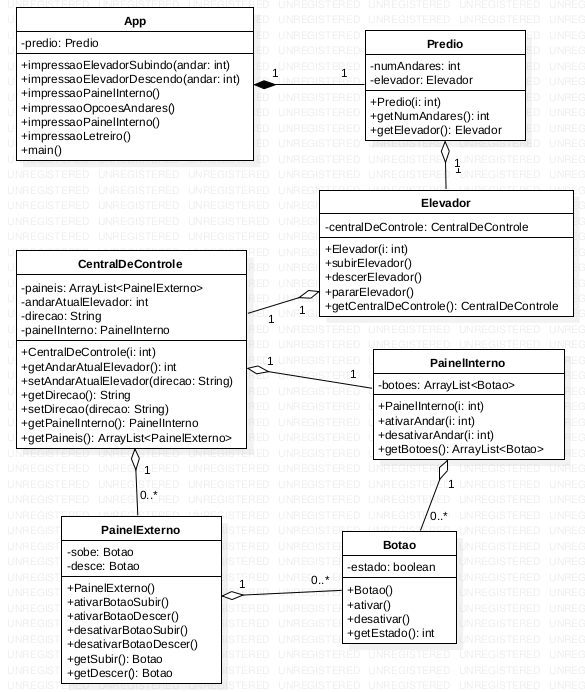 App
-predio: Predio
+impressaoElevadorSubindo(andar: int)
+impressaoElevadorDescendo(andar: int)
+impressaoPainelInterno()
+impressaoOpcoesAndares()
+impressaoPainelInterno()
+impressaoLetreiro()
+main()
1
1
Predio
-numAndares: int
-elevador: Elevador
+Predio(i: int)
+getNumAndares(): int
+getElevador(): Elevador
1
1
Elevador
-centralDeControle: CentralDeControle
+Elevador(i: int)
+subirElevador()
+descerElevador()
+pararElevador()
+getCentralDeControle(): CentralDeControle
1
1
CentralDeControle
-paineis: ArrayList<PainelExterno>
-andarAtualElevador: int
-direcao: String
-painelInterno: PainelInterno
+CentralDeControle(i: int)
+getAndarAtualElevador(): int
+setAndarAtualElevador(direcao: String)
+getDirecao(): String
+setDirecao(direcao: String)
+getPainelInterno(): PainelInterno
+getPaineis(): ArrayList<PainelExterno>
1
1
PainelInterno
-botoes: ArrayList<Botao>
+PainelInterno(i: int)
+ativarAndar(i: int)
+desativarAndar(i: int)
+getBotoes(): ArrayList<Botao>
1
0..*
1
0..*
PainelExterno
-sobe: Botao
-desce: Botao
+PainelExterno()
+ativarBotaoSubir()
+ativarBotaoDescer()
+desativarBotaoSubir()
+desativarBotaoDescer()
+getSubir(): Botao
+getDescer(): Botao
1
0..*
Botao
-estado: boolean
+Botao()
+ativar()
+desativar()
+getEstado(): int
UNREGISTERED